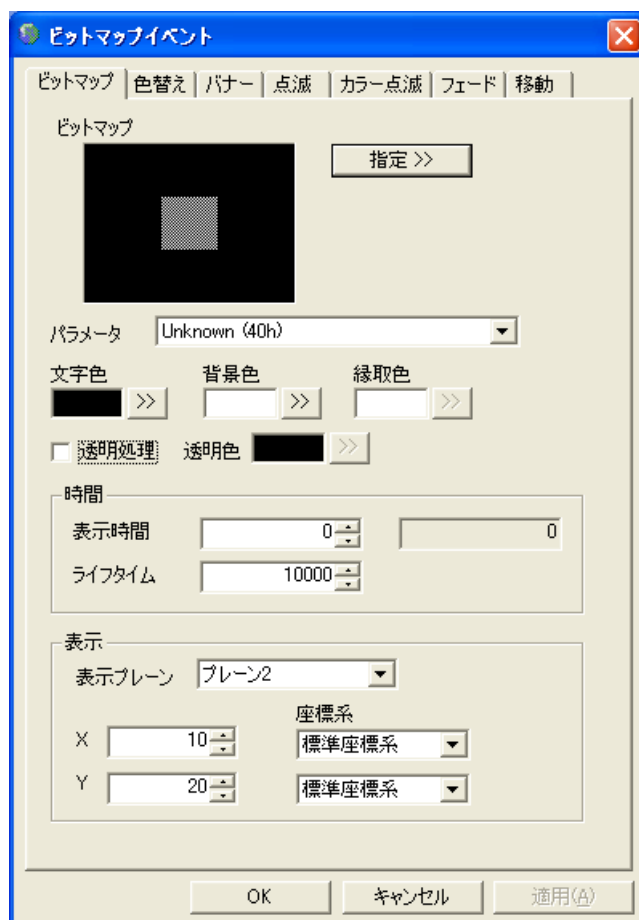 ビットマップイベント
ビットマップ 色替え バナー 点滅 カラー点滅 フェード 移動
ビットマップ
指定 >>
パラメータ Unknown (40h)
文字色 背景色 縁取色
>> >> >>
透明処理 透明色 >>
時間
表示時間 0 0
ライフタイム 10000
表示
表示プレーン プレーン2
座標系
X 10 標準座標系
Y 20 標準座標系
OK キャンセル 適用(A)